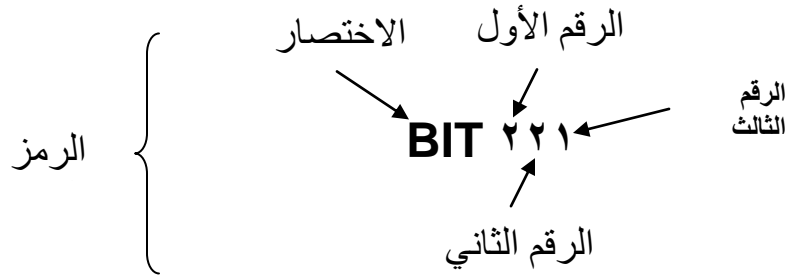 الاختصار
الرقم الأول
الرقم
الثالث
BIT ٢٢١
الرمز
الرقم الثاني